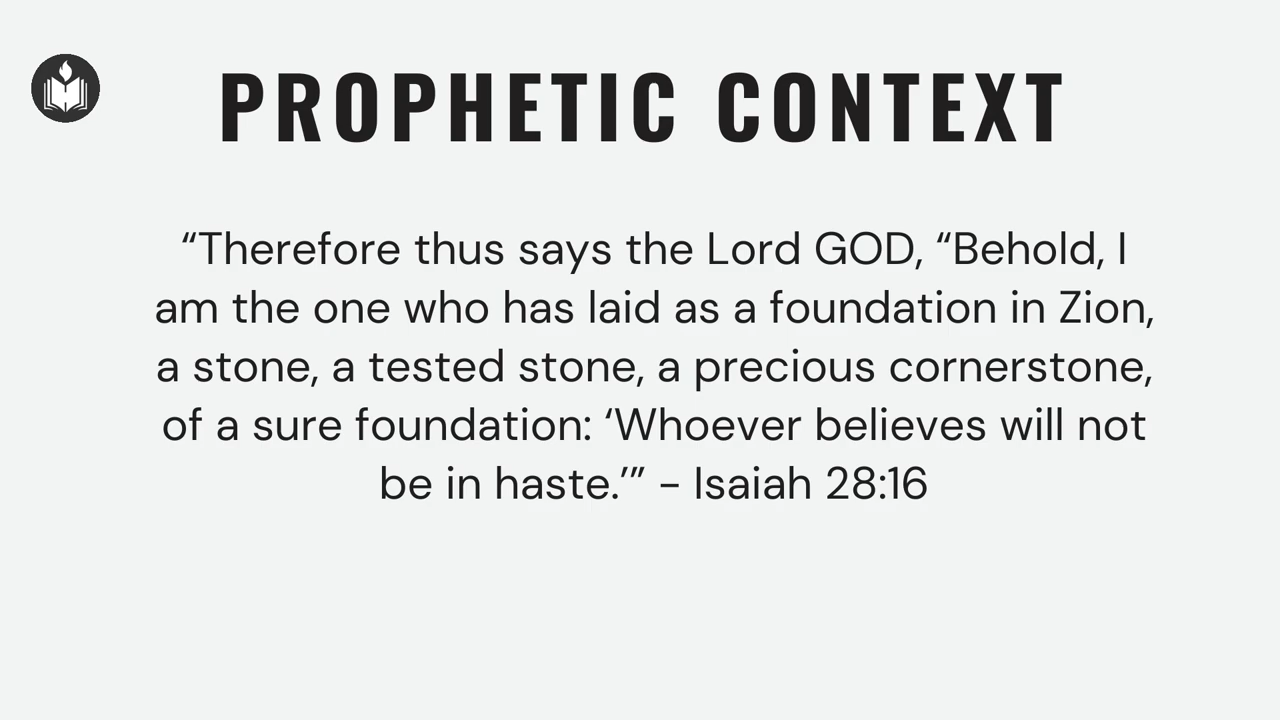 PROPHETIC CONTEXT
“Therefore thus says the Lord GOD, “Behold, I
am the one who has laid as a foundation in Zion,
a stone, a tested stone, a precious cornerstone,
of a sure foundation: ‘Whoever believes will not
be in haste.’” – Isaiah 28:16